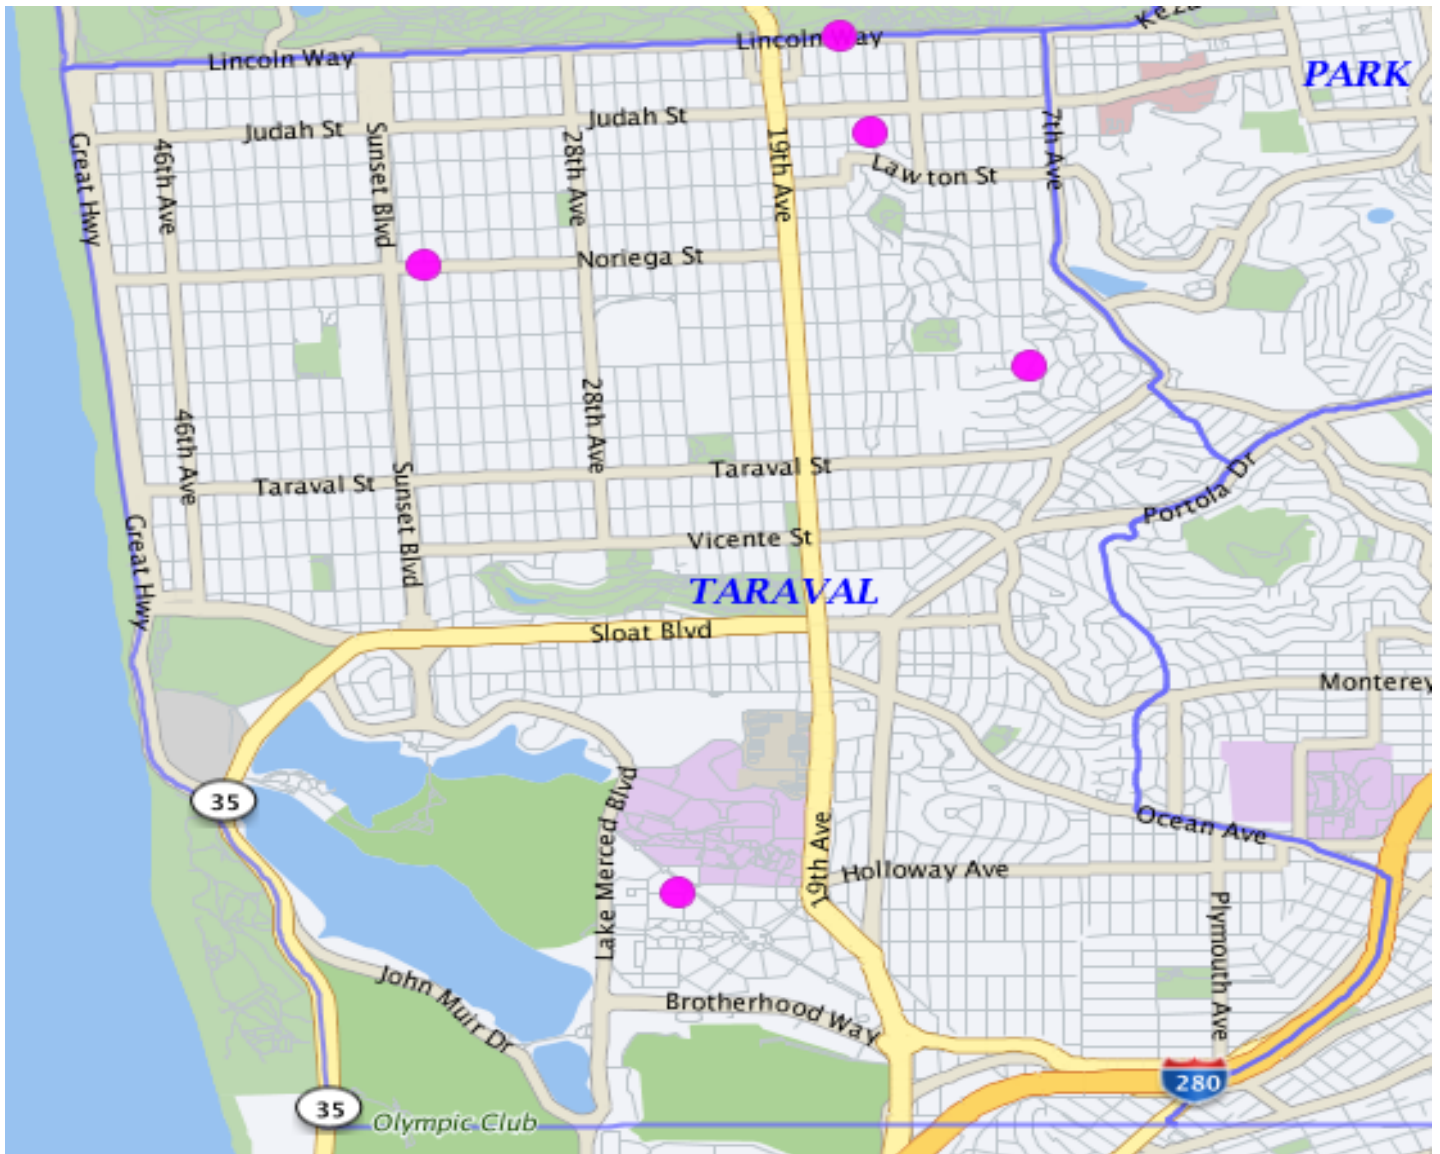 Keza
Lincoln Way
Lincoln Way
PARK
Judah St
Judah St
Great Hwy
46th Ave
Sunset Blvd
28th Ave
19th Ave
7th Ave
Lawton St
Noriega St
46th Ave
28th Ave
Taraval St
Taraval St
Sunset Blvd
Portola Dr
Great Hwy
Vicente St
TARAVAL
Sloat Blvd
Monterey
35
Lake Merced Blvd
19th Ave
Ocean Ave
Holloway Ave
Plymouth Ave
John Muir Dr
Brotherhood Way
280
35
Olympic Club